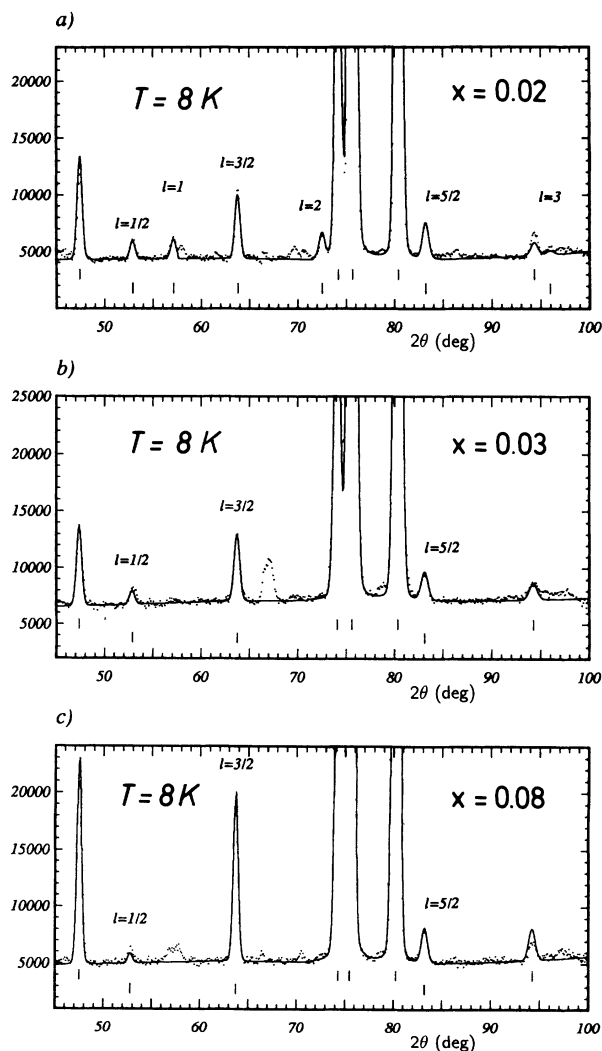 a)
20000
15000
10000
5000
T = 8 K
x = 0.02
l=1/2
l=1
l=3/2
l=2
l=5/2
l=3
50 60 70 80 90 100
2θ (deg)
b)
25000
20000
15000
10000
5000
T = 8 K
x = 0.03
l=1/2
l=3/2
l=5/2
50 60 70 80 90 100
2θ (deg)
c)
20000
15000
10000
5000
T = 8 K
x = 0.08
l=1/2
l=3/2
l=5/2
50 60 70 80 90 100
2θ (deg)